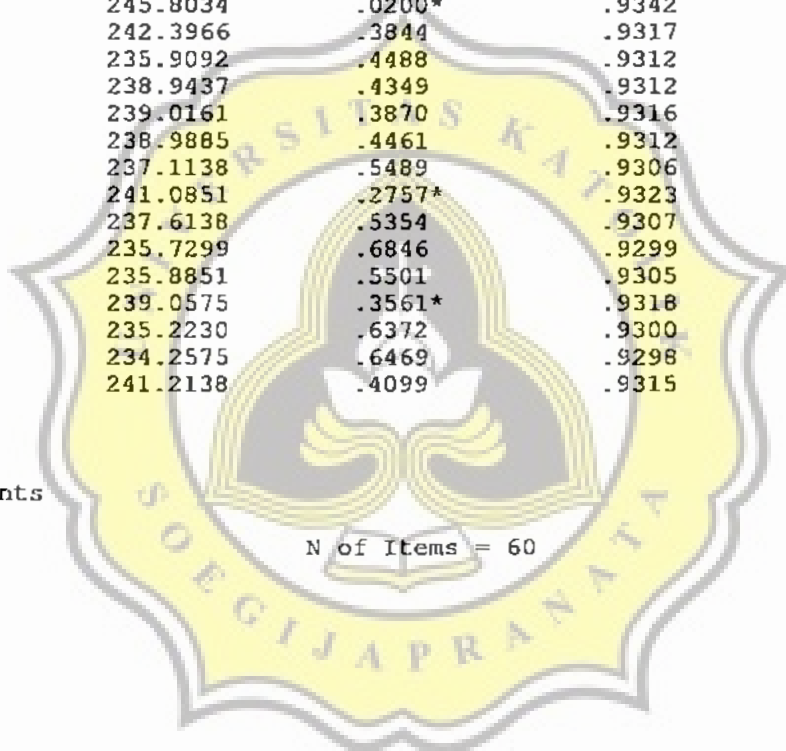 245.8034 .0200* .9342
242.3966 .3844 .9317
235.9092 .4488 .9312
238.9437 .4349 .9312
239.0161 .3870 .9316
238.9885 .4461 .9312
237.1138 .5489 .9306
241.0851 .2757* .9323
237.6138 .5354 .9307
235.7299 .6846 .9299
235.8851 .5501 .9305
239.0575 .3561* .9318
235.2230 .6372 .9300
234.2575 .6469 .9298
241.2138 .4099 .9315
nts
N of Items = 60
SOEGIJAPRANATA